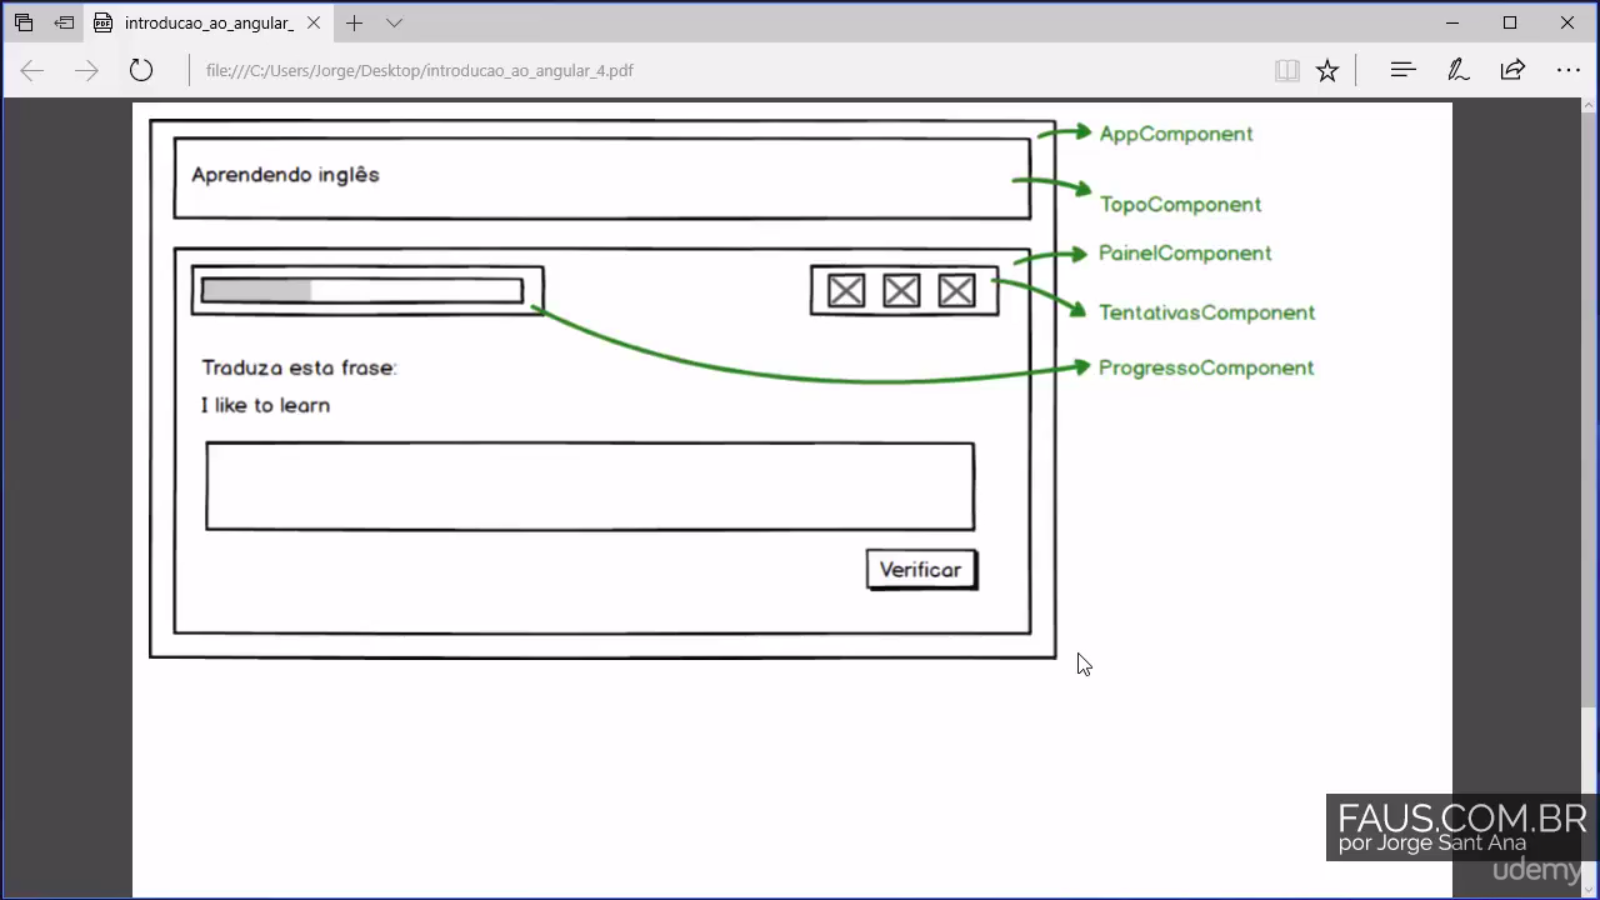 introducao_ao_angular_
file:///C:/Users/Jorge/Desktop/introducao_ao_angular_4.pdf
AppComponent
Aprendendo inglês
TopoComponent
PainelComponent
TentativasComponent
ProgressoComponent
Traduza esta frase:
I like to learn
Verificar
FAUS.COM.BR
por Jorge Sant Ana
udemy